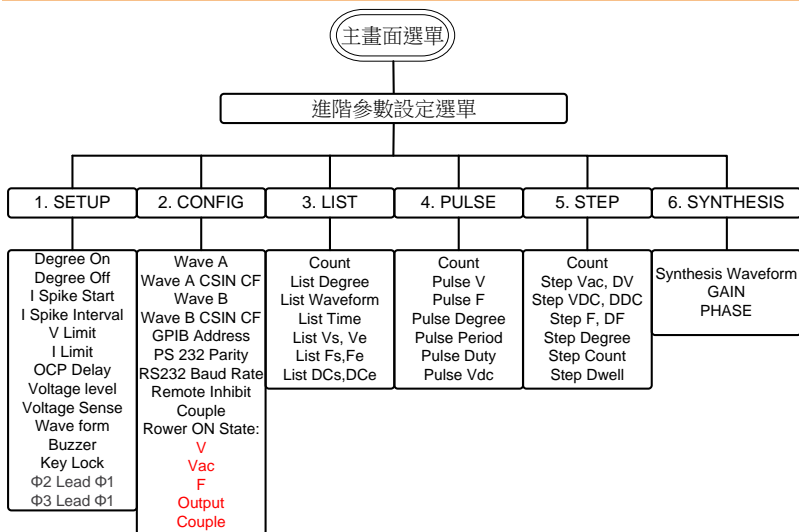 主畫面選單
進階參數設定選單
1. SETUP
2. CONFIG
3. LIST
4. PULSE
5. STEP
6. SYNTHESIS
Degree On
Degree Off
I Spike Start
I Spike Interval
V Limit
I Limit
OCP Delay
Voltage level
Voltage Sense
Wave form
Buzzer
Key Lock
Φ2 Lead Φ1
Φ3 Lead Φ1
Wave A
Wave A CSIN CF
Wave B
Wave B CSIN CF
GPIB Address
PS 232 Parity
RS232 Baud Rate
Remote Inhibit
Couple
Rower ON State:
V
Vac
F
Output
Couple
Count
List Degree
List Waveform
List Time
List Vs, Ve
List Fs,Fe
List DCs,DCe
Count
Pulse V
Pulse F
Pulse Degree
Pulse Period
Pulse Duty
Pulse Vdc
Count
Step Vac, DV
Step VDC, DDC
Step F, DF
Step Degree
Step Count
Step Dwell
Synthesis Waveform
GAIN
PHASE